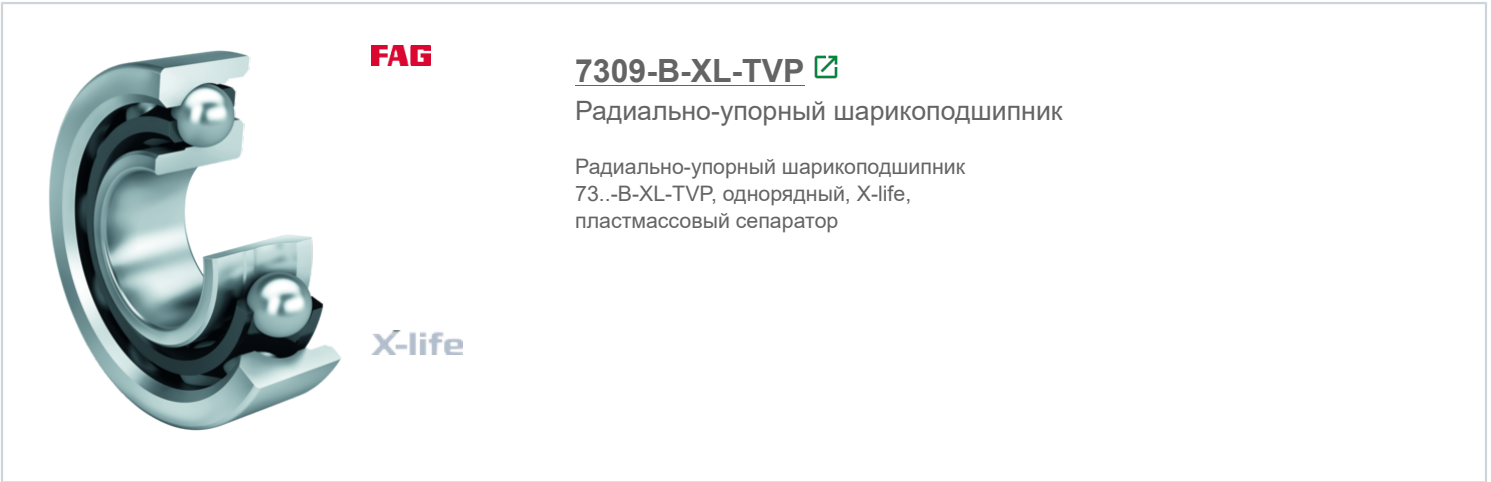 FAG
7309-B-XL-TVP
Радиально-упорный шарикоподшипник
Радиально-упорный шарикоподшипник
73..-B-XL-TVP, однорядный, X-life,
пластмассовый сепаратор
X-life